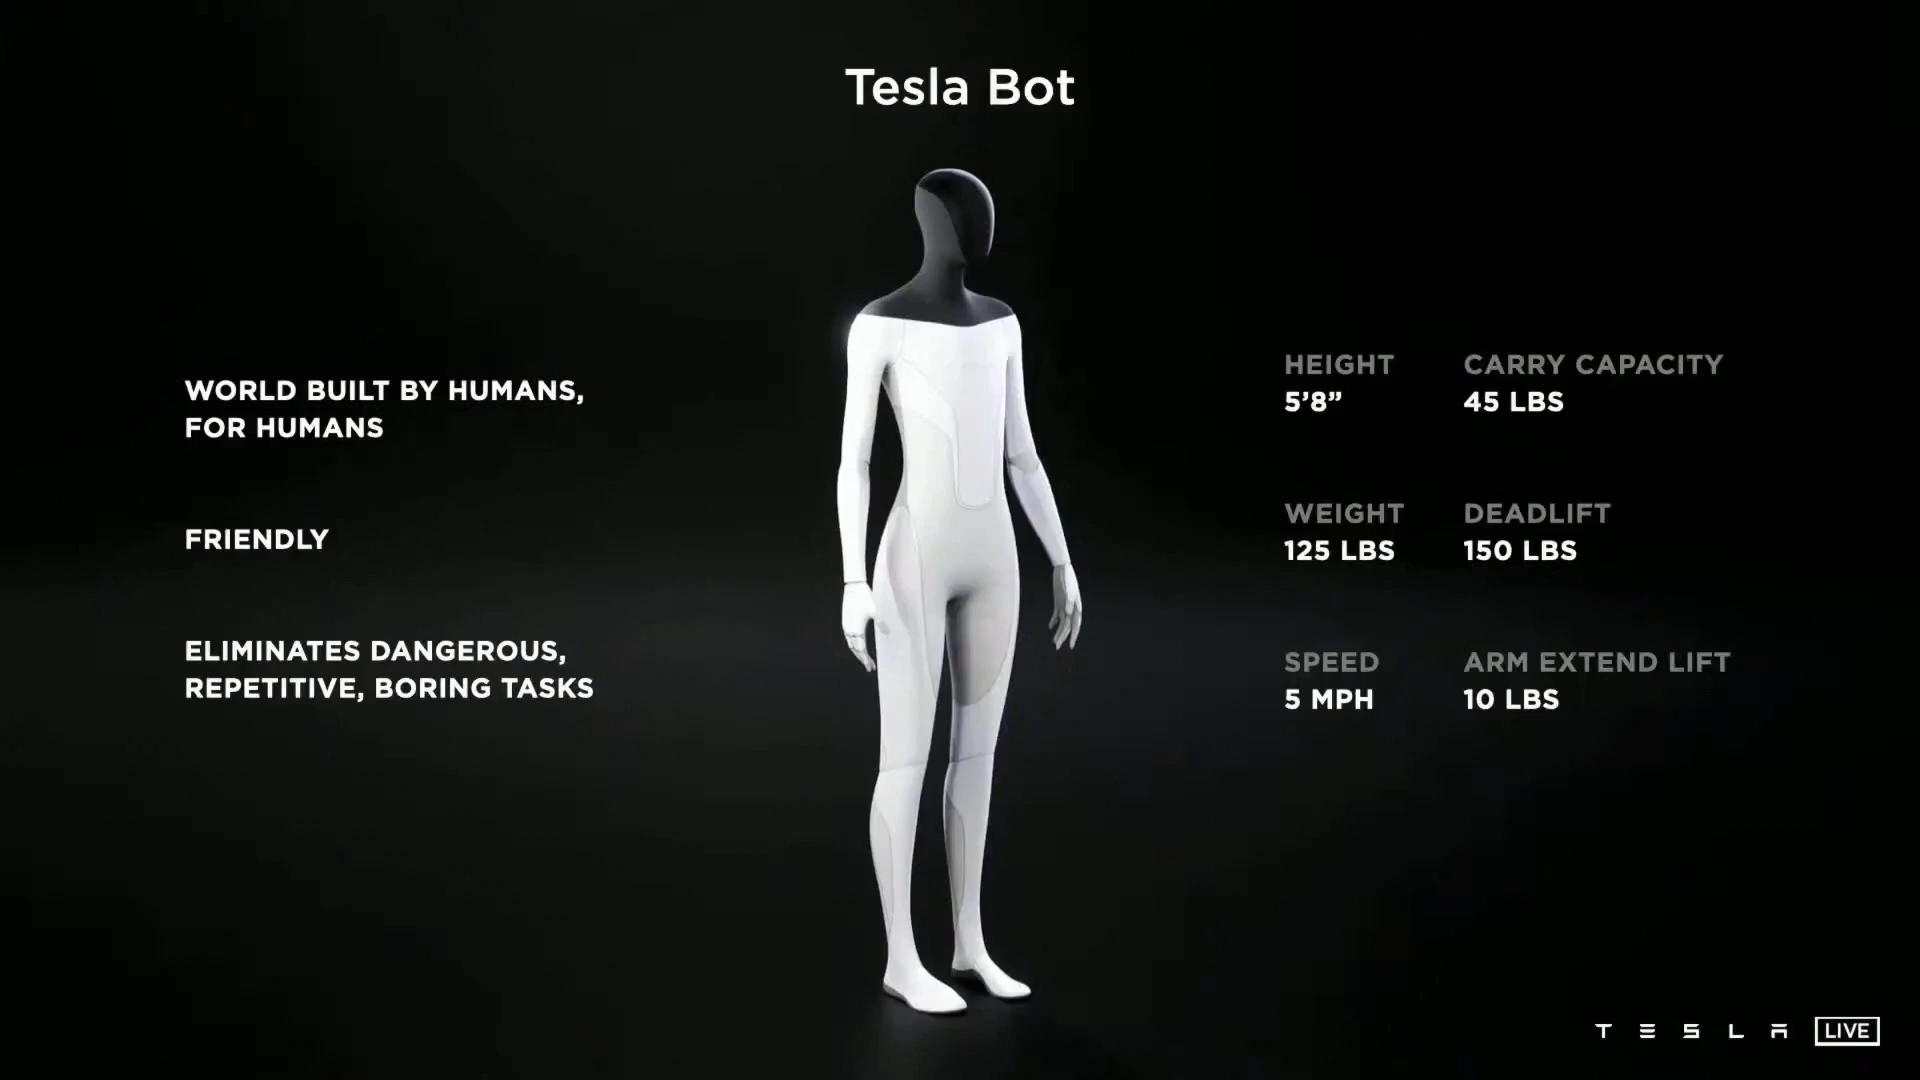 Tesla Bot
WORLD BUILT BY HUMANS,
FOR HUMANS
FRIENDLY
ELIMINATES DANGEROUS,
REPETITIVE, BORING TASKS
HEIGHT
5’8”
CARRY CAPACITY
45 LBS
WEIGHT
125 LBS
DEADLIFT
150 LBS
SPEED
5 MPH
ARM EXTEND LIFT
10 LBS
TESLA LIVE